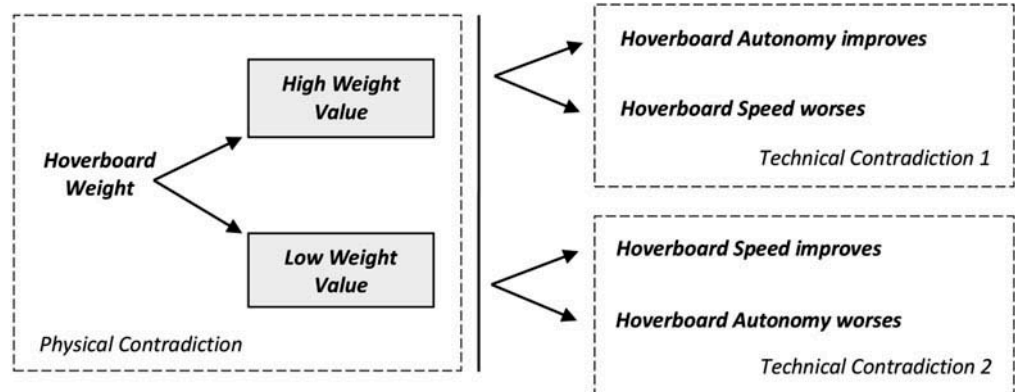 Hoverboard
Weight
High Weight
Value
Low Weight
Value
Physical Contradiction
Hoverboard Autonomy improves
Hoverboard Speed worses
Technical Contradiction 1
Hoverboard Speed improves
Hoverboard Autonomy worses
Technical Contradiction 2